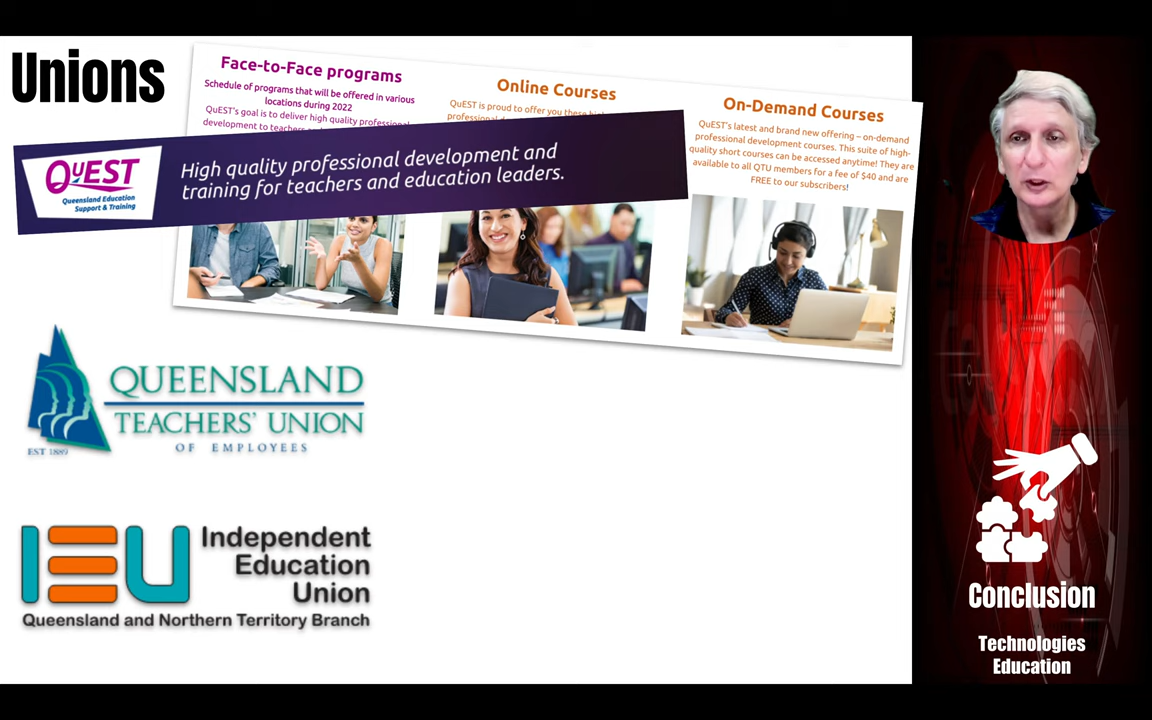 Unions
Face-to-Face programs
Schedule of programs that will be offered in various
locations during 2022
QuEST's goal is to deliver high quality professional
development to teachers
Online Courses
QuEST is proud to offer you these
professional
On-Demand Courses
QuEST's latest and brand new offering – on-demand
professional development courses. This suite of high-
quality short courses can be accessed anytime! They are
available to all QTU members for a fee of $40 and are
FREE to our subscribers!
QuEST
Queensland Education
Support & Training
High quality professional development and
training for teachers and education leaders.
QUEENSLAND
TEACHERS' UNION
OF EMPLOYEES
EST 1889
IEU
Independent
Education
Union
Queensland and Northern Territory Branch
Conclusion
Technologies
Education